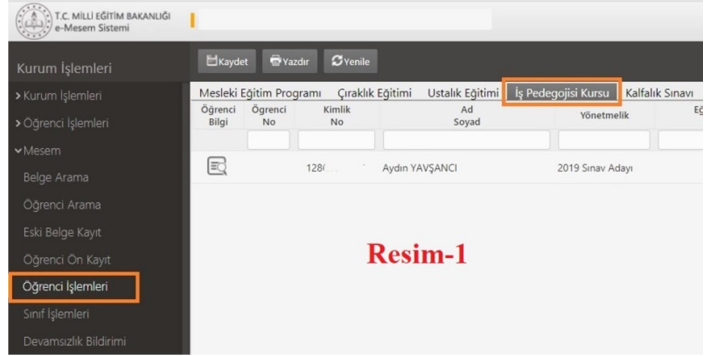 T.C. MİLLİ EĞİTİM BAKANLIĞI
e-Mesem Sistemi
Kurum İşlemleri
Kurum İşlemleri
Öğrenci İşlemleri
Mesem
Belge Arama
Öğrenci Arama
Eski Belge Kayıt
Öğrenci Ön Kayıt
Öğrenci İşlemleri
Sınıf İşlemleri
Devamsızlık Bildirimi
Kaydet Yazdır Yenile
Mesleki Eğitim Programı Çıraklık Eğitimi Ustalık Eğitimi İş Pedegojisi Kursu Kalfalık Sınavı
Öğrenci Bilgi Ögrenci No Kimlik No Ad Soyad Yönetmelik
128 Aydın YAVŞANCI 2019 Sınav Adayı
Resim-1